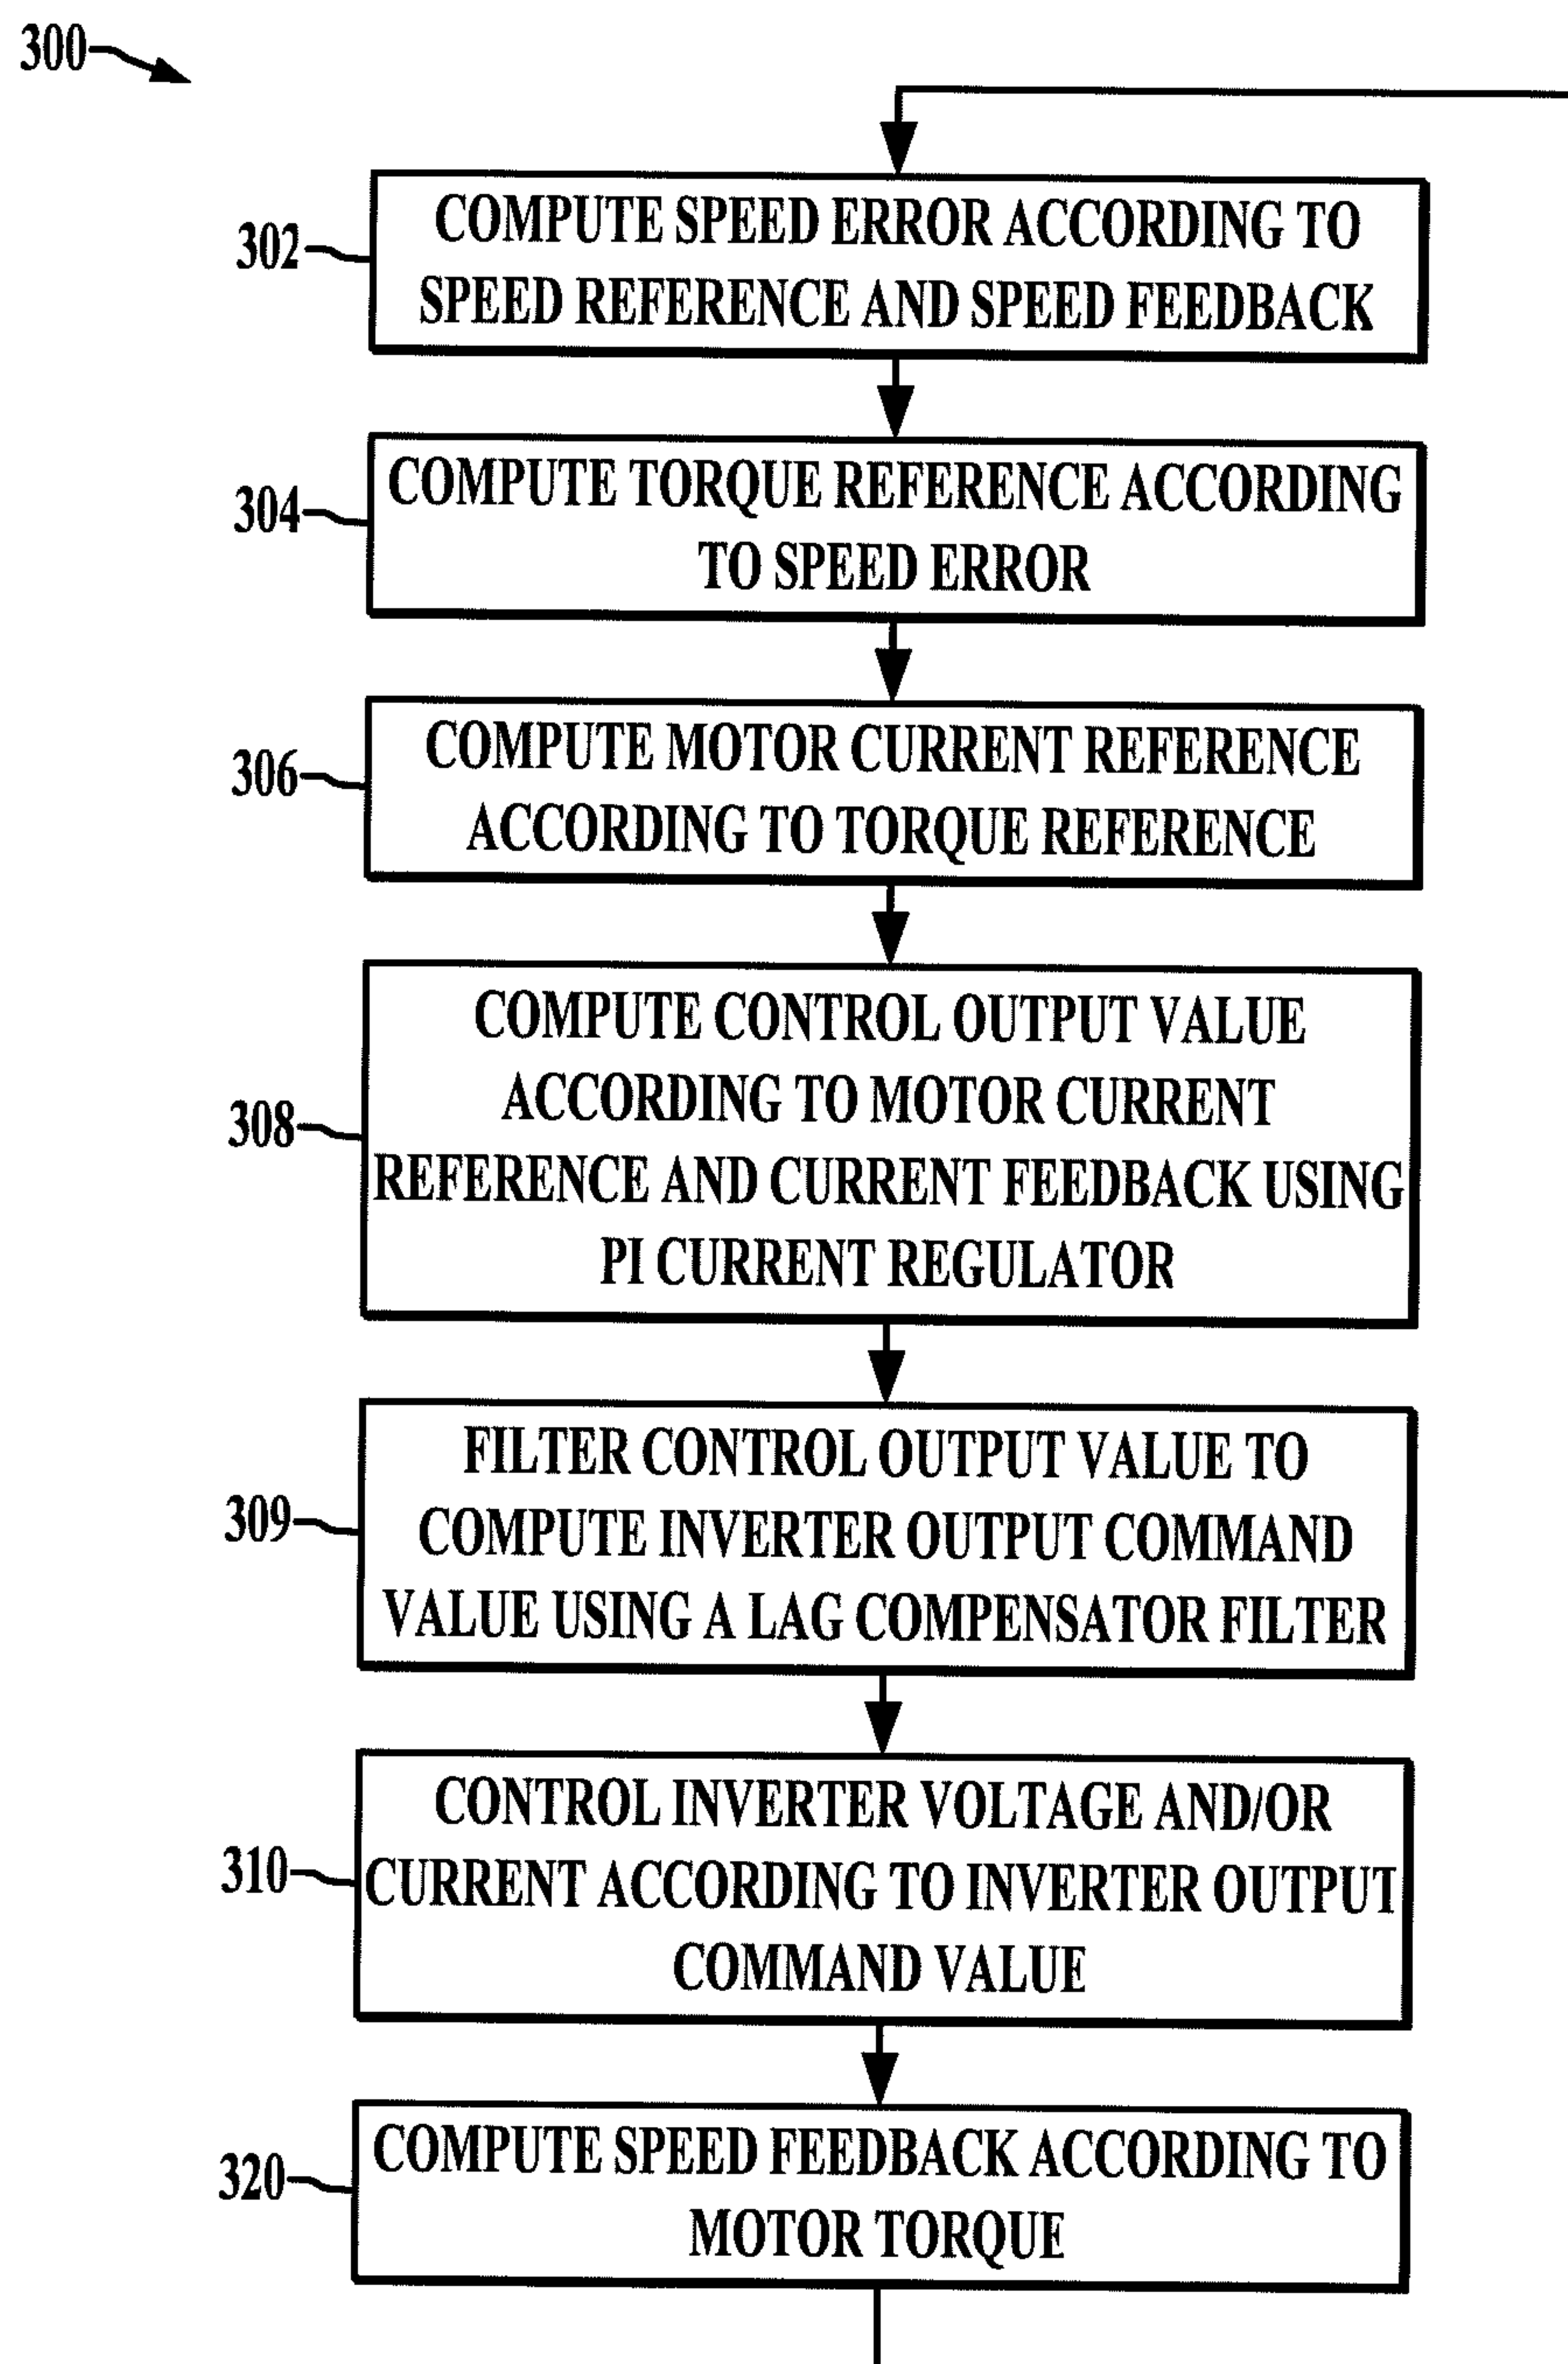 300
302
COMPUTE SPEED ERROR ACCORDING TO
SPEED REFERENCE AND SPEED FEEDBACK
304
COMPUTE TORQUE REFERENCE ACCORDING
TO SPEED ERROR
306
COMPUTE MOTOR CURRENT REFERENCE
ACCORDING TO TORQUE REFERENCE
308
COMPUTE CONTROL OUTPUT VALUE
ACCORDING TO MOTOR CURRENT
REFERENCE AND CURRENT FEEDBACK USING
PI CURRENT REGULATOR
309
FILTER CONTROL OUTPUT VALUE TO
COMPUTE INVERTER OUTPUT COMMAND
VALUE USING A LAG COMPENSATOR FILTER
310
CONTROL INVERTER VOLTAGE AND/OR
CURRENT ACCORDING TO INVERTER OUTPUT
COMMAND VALUE
320
COMPUTE SPEED FEEDBACK ACCORDING TO
MOTOR TORQUE